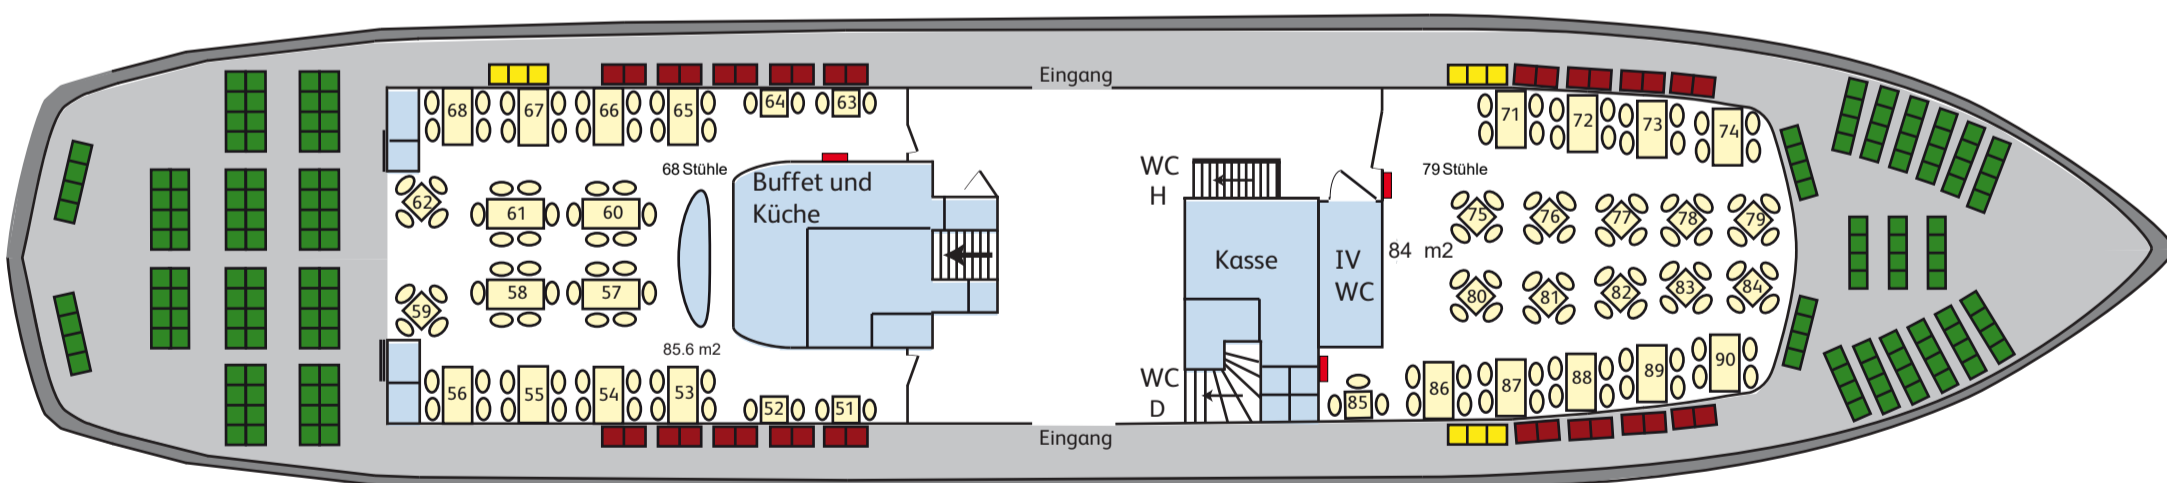 Eingang
68 67 66 65 64 63
71 72 73 74
68 Stühle
79 Stühle
Buffet und
Küche
WC
H
62 61 60
75 76 77 78 79
Kasse
IV
WC
84 m2
59 58 57
80 81 82 83 84
85.6 m2
WC
D
56 55 54 53 52 51
85 86 87 88 89 90
Eingang